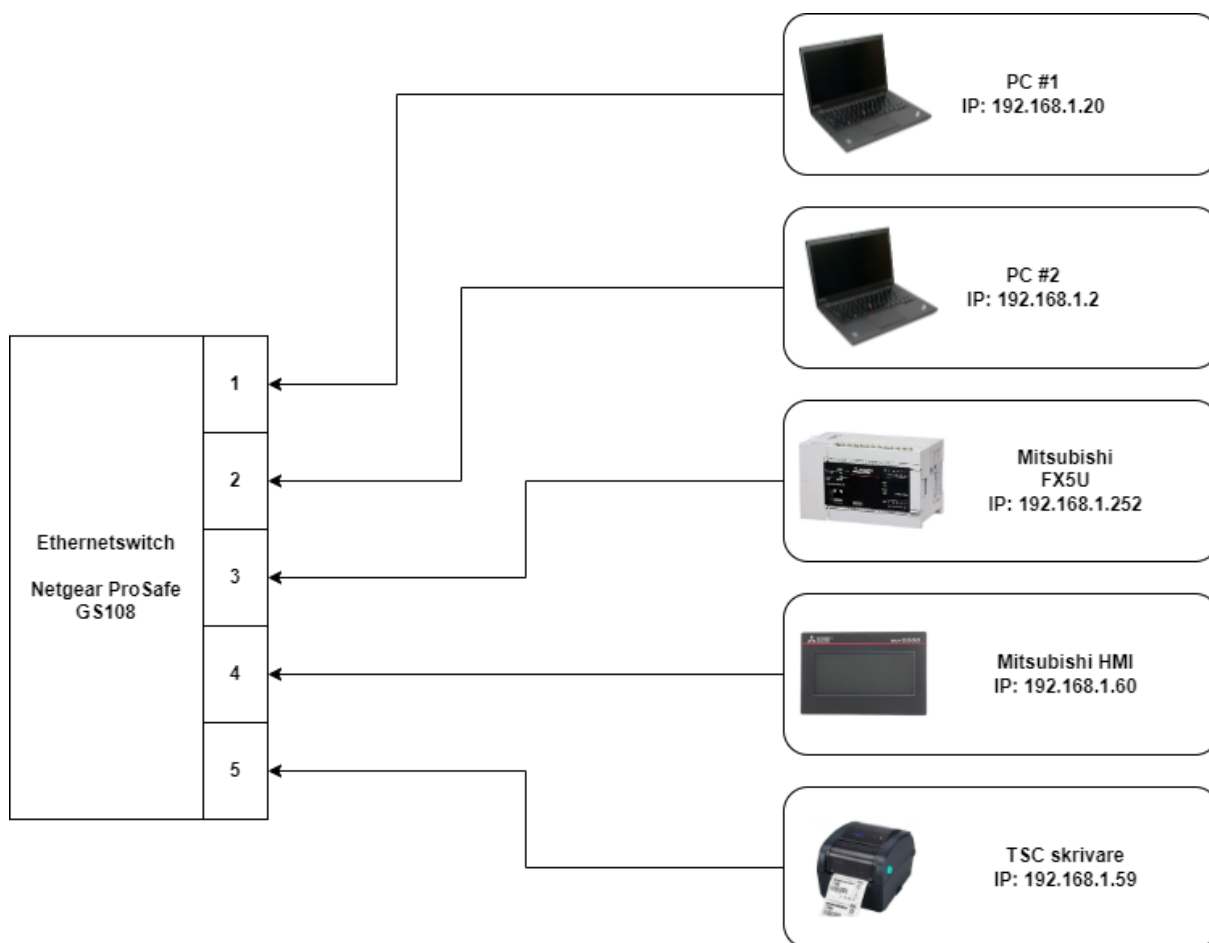 PC #1
IP: 192.168.1.20
PC #2
IP: 192.168.1.2
1
2
3
4
5
Ethernetswitch
Netgear ProSafe
GS108
Mitsubishi
FX5U
IP: 192.168.1.252
Mitsubishi HMI
IP: 192.168.1.60
TSC skrivare
IP: 192.168.1.59